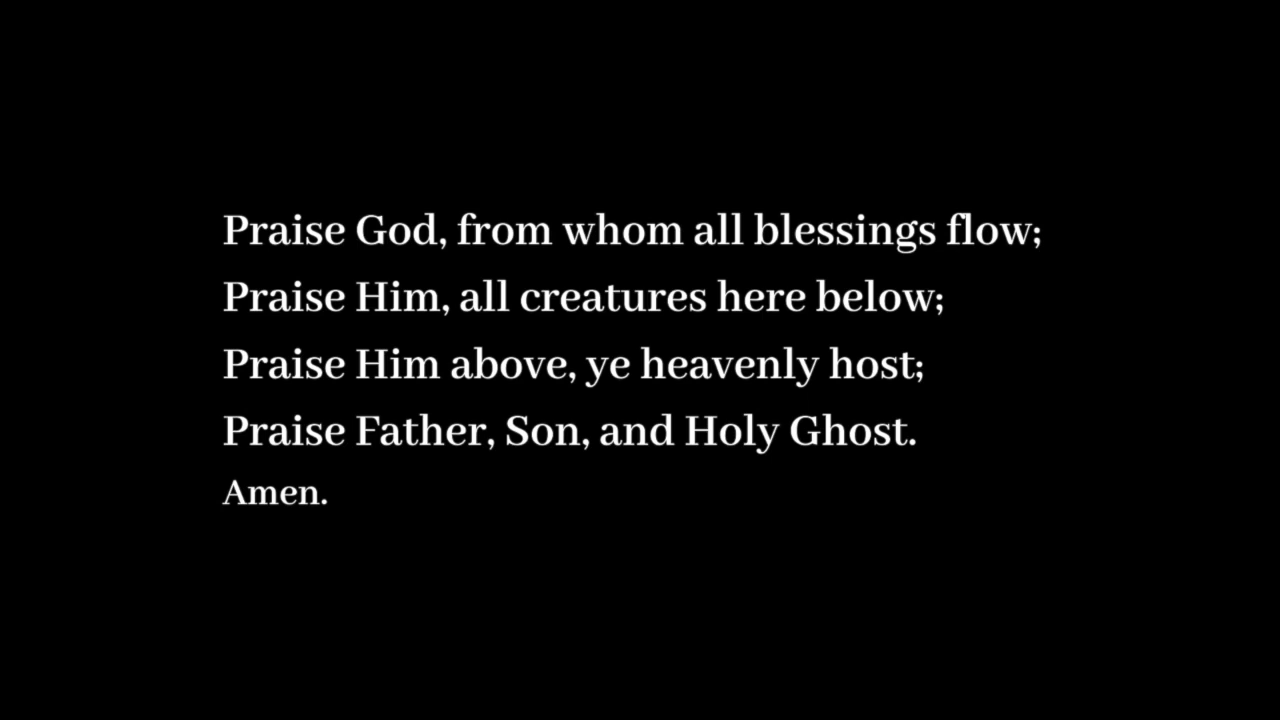 Praise God, from whom all blessings flow;
Praise Him, all creatures here below;
Praise Him above, ye heavenly host;
Praise Father, Son, and Holy Ghost.
Amen.